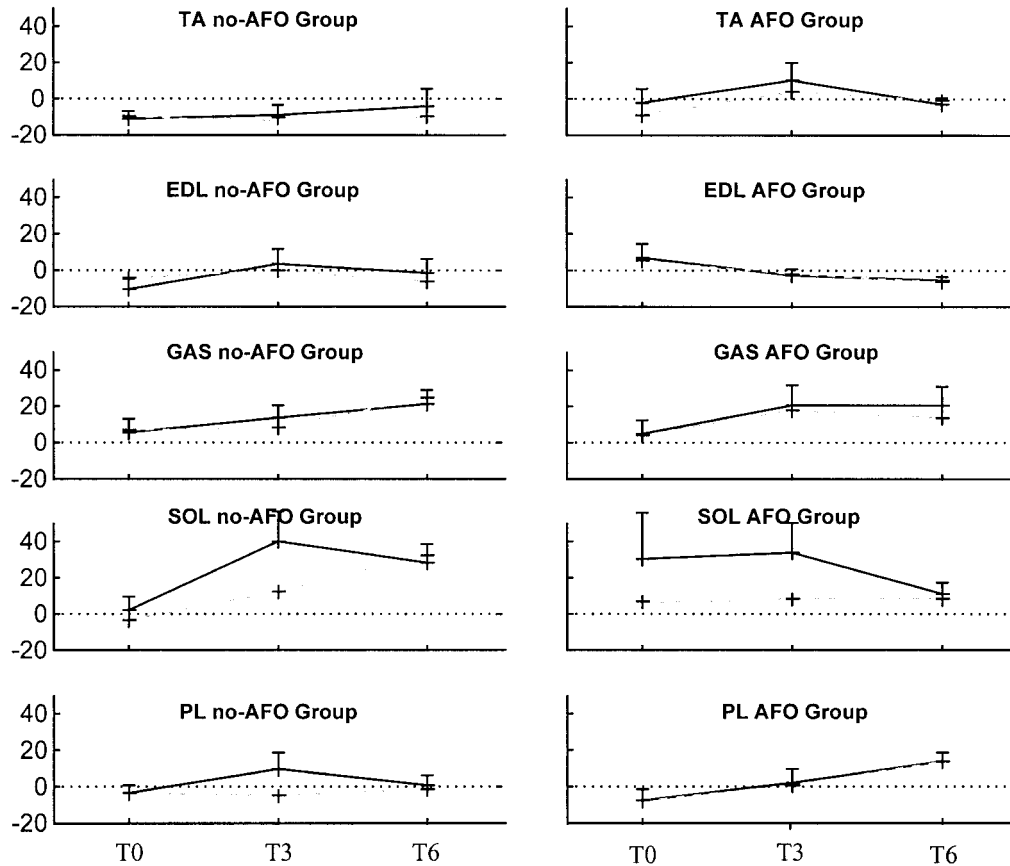 TA no-AFO Group
40
20
0
-20
TA AFO Group
EDL no-AFO Group
40
20
0
-20
EDL AFO Group
GAS no-AFO Group
40
20
0
-20
GAS AFO Group
SOL no-AFO Group
40
20
0
-20
SOL AFO Group
PL no-AFO Group
40
20
0
-20
PL AFO Group
T0 T3 T6
T0 T3 T6